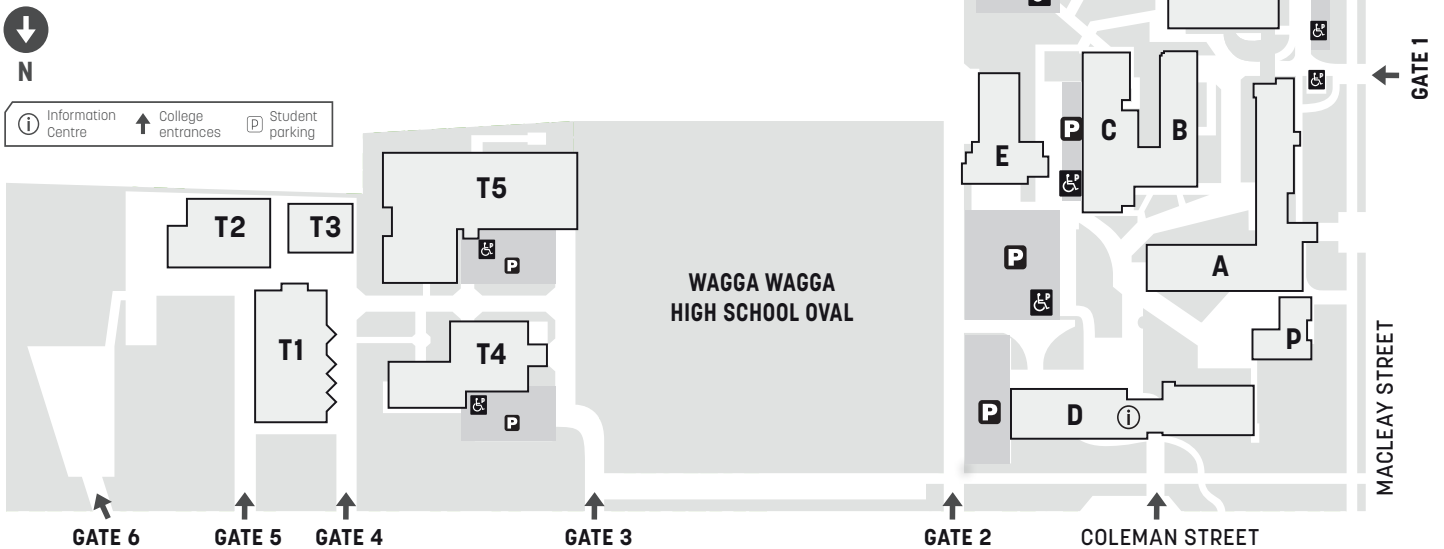 N
Information
Centre
College
entrances
P
Student
parking
GATE 1
P
C
B
E
T5
T2
T3
P
WAGGA WAGGA
HIGH SCHOOL OVAL
P
A
T1
T4
P
P
P
D
P
MACLEAY STREET
GATE 6
GATE 5
GATE 4
GATE 3
GATE 2
COLEMAN STREET